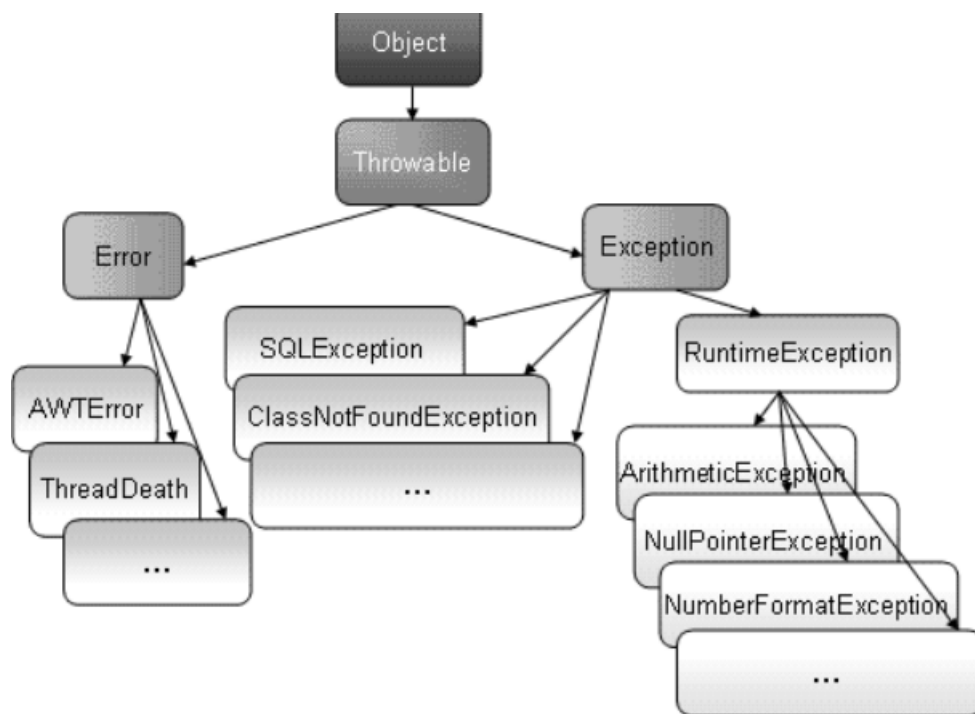 Object
Throwable
Error
Exception
SQLException
RuntimeException
AWTError
ClassNotFoundException
ThreadDeath
ArithmeticException
...
NullPointerException
...
NumberFormatException
...